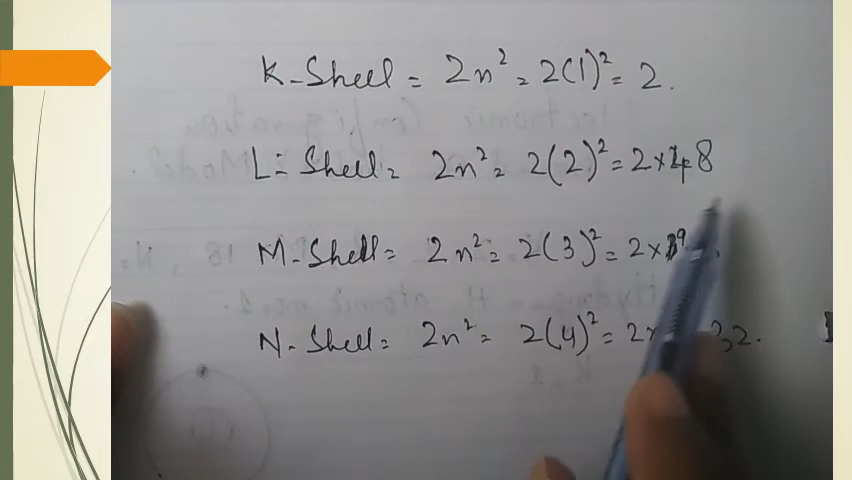 K-Shell = 2n² = 2(1)² = 2.
L- Shell = 2n² = 2(2)² = 2×4 8
M-Shell = 2n² = 2(3)² = 2×9
N-Shell = 2n² = 2(4)² = 2× 32.